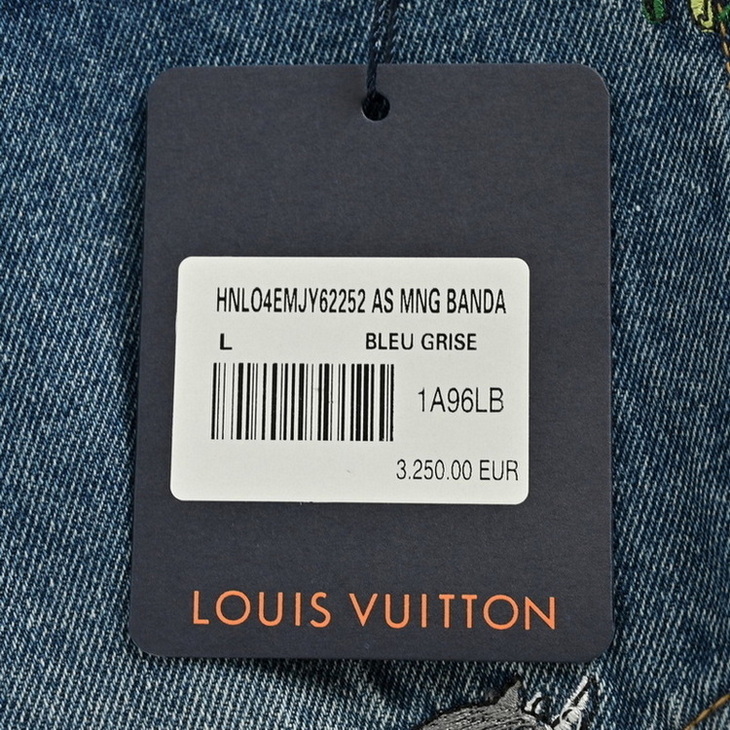 HNLO4EMJY62252 AS MNG BANDA
L BLEU GRISE
1A96LB
3.250.00 EUR
LOUIS VUITTON